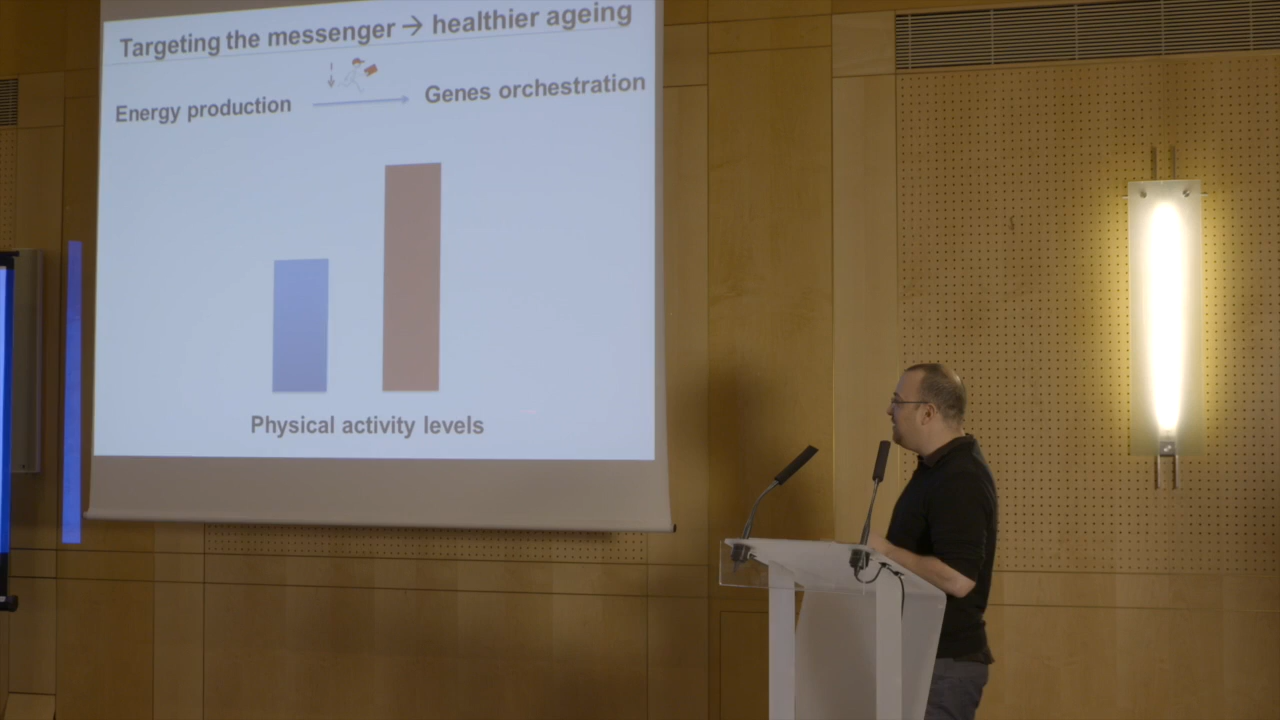 Targeting the messenger → healthier ageing
Energy production
Genes orchestration
Physical activity levels